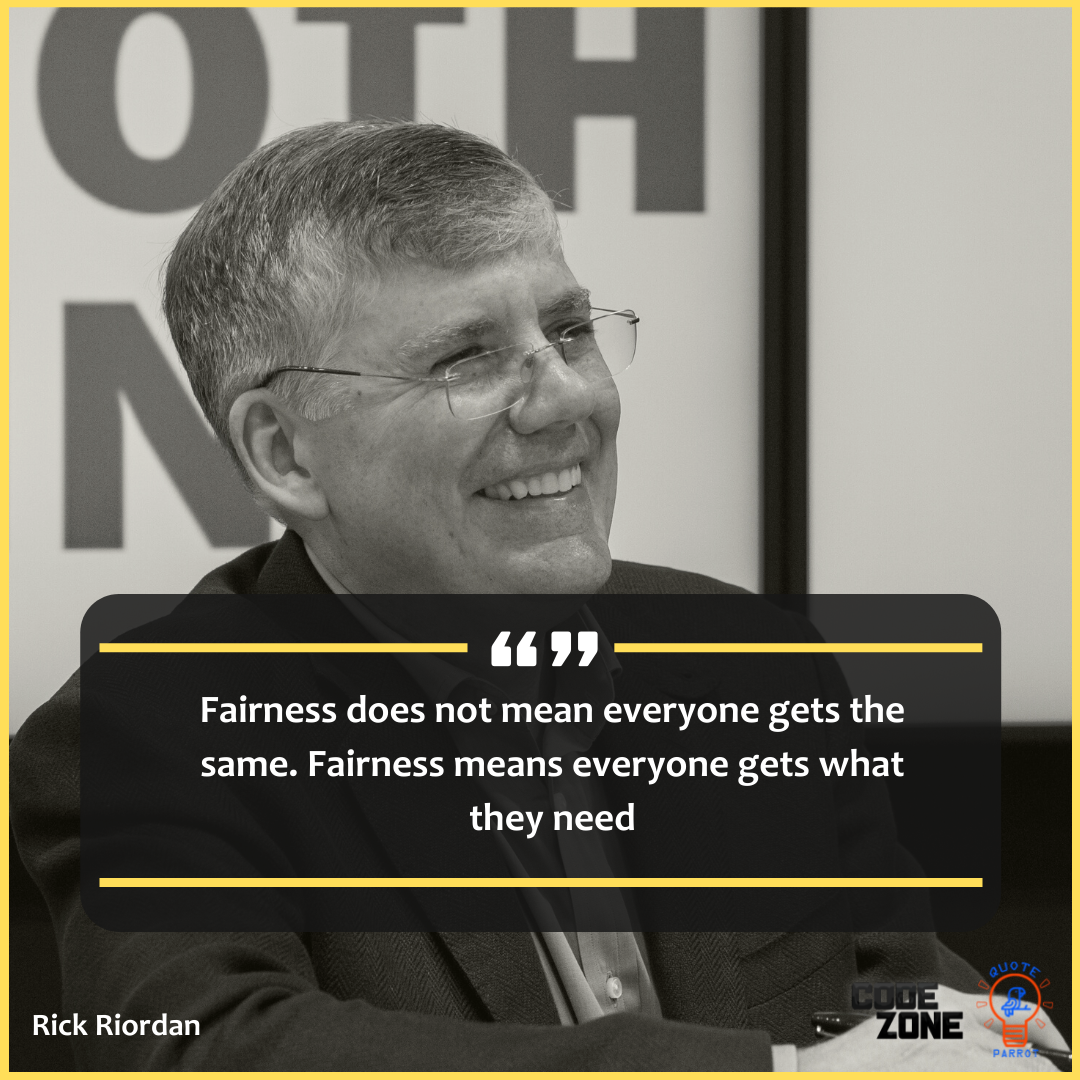 OTH
N
Fairness does not mean everyone gets the
same. Fairness means everyone gets what
they need
Rick Riordan
CODE
ZONE
QUOTE
PARROT